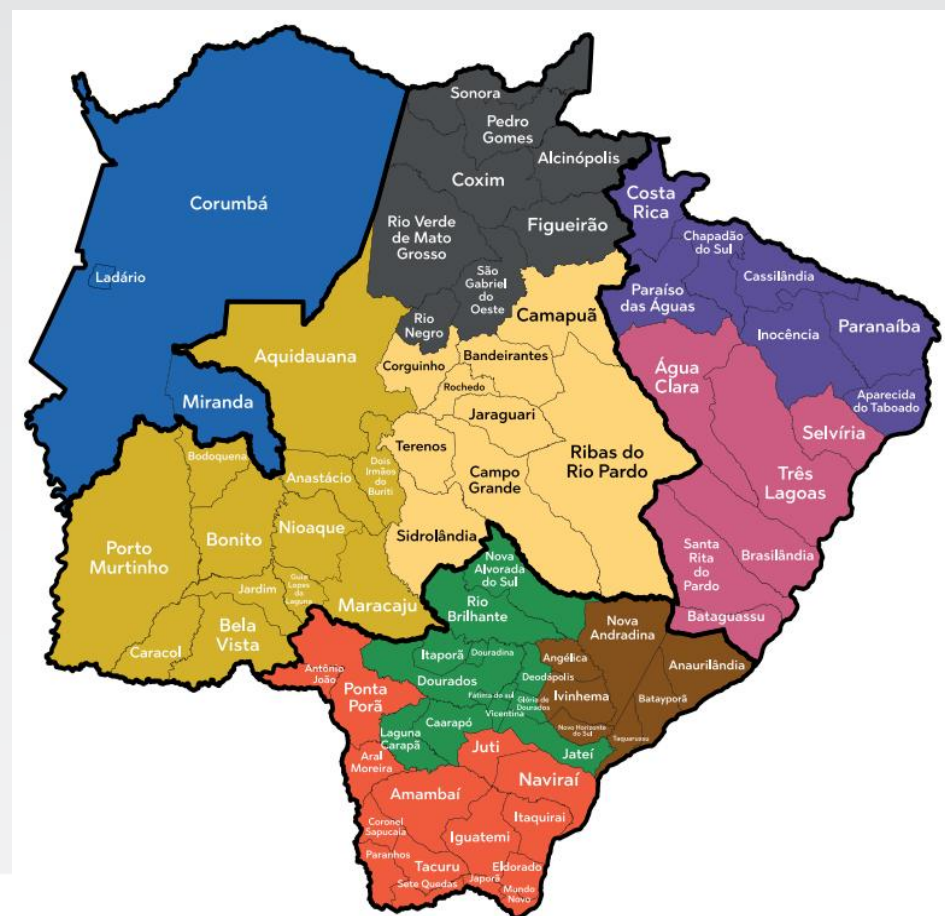 Sonora
Pedro
Gomes
Alcinópolis
Coxim
Corumbá
Costa
Rica
Rio Verde
de Mato
Grosso
Figueirão
Chapadão
do Sul
São
Gabriel
do
Oeste
Cassilândia
Ladário
Paraíso
das Águas
Camapuã
Rio
Negro
Inocência
Paranaíba
Aquidauana
Bandeirantes
Corguinho
Água
Clara
Rochedo
Aparecida
do Taboado
Miranda
Jaraguari
Selvíria
Terenos
Ribas do
Rio Pardo
Bodoquena
Dois
Irmãos
do
Buriti
Anastácio
Campo
Grande
Três
Lagoas
Nioaque
Bonito
Sidrolândia
Porto
Murtinho
Santa
Rita
do
Pardo
Brasilândia
Nova
Alvorada
do Sul
Jardim
Guia
Lopes
da
Laguna
Maracaju
Rio
Brilhante
Bataguassu
Bela
Vista
Nova
Andradina
Caracol
Itaporã
Douradina
Angélica
Anaurilândia
Antônio
João
Dourados
Deodápolis
Ponta
Porã
Ivinhema
Batayporã
Fátima do sul
Glória de
Dourados
Vicentina
Caarapó
Novo Horizonte
do Sul
Taquarussu
Laguna
Carapã
Juti
Jateí
Aral
Moreira
Naviraí
Amambaí
Itaquirai
Coronel
Sapucaia
Iguatemi
Paranhos
Tacuru
Eldorado
Sete Quedas
Japorã
Mundo
Novo